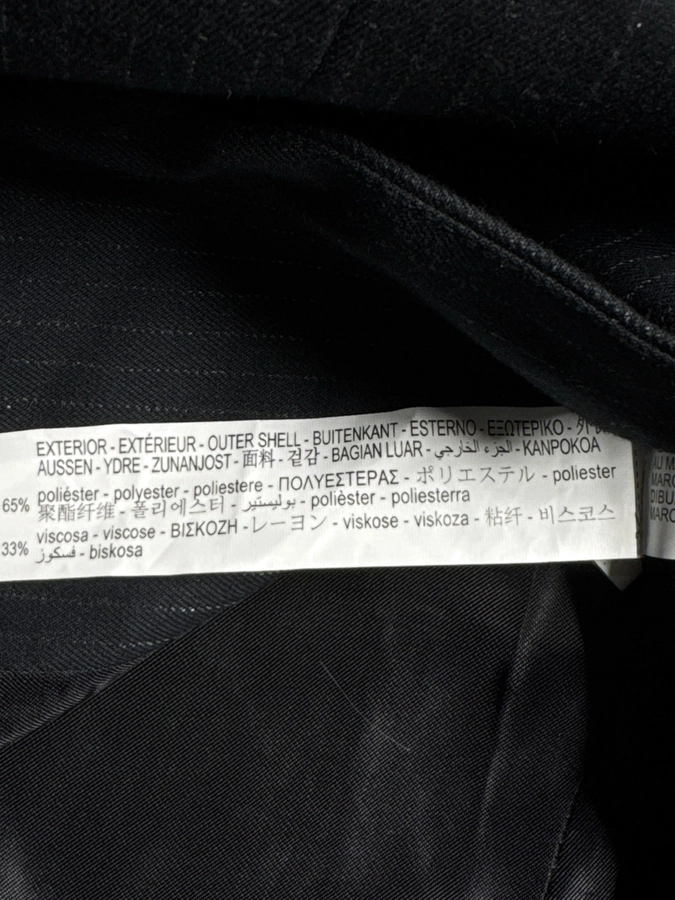 EXTERIOR - EXTÉRIEUR - OUTER SHELL - BUITENKANT - ESTERNO - ΕΞΩΤΕΡΙΚΟ -
AUSSEN - YDRE - ZUNANJOST - 面料 - 겉감 - BAGIAN LUAR - الجزء الخارجي - KANPOKOA
65% poliéster - polyester - poliestere - ΠΟΛΥΕΣΤΕΡΑΣ - ポリエステル - poliester
聚酯纤维 - 폴리에스터 - بوليستير - polièster - poliesterra
33% viscosa - viscose - ΒΙΣΚΟΖΗ - レーヨン - viskose - viskoza - 粘纤 - 비스코스
فسكوز - biskosa